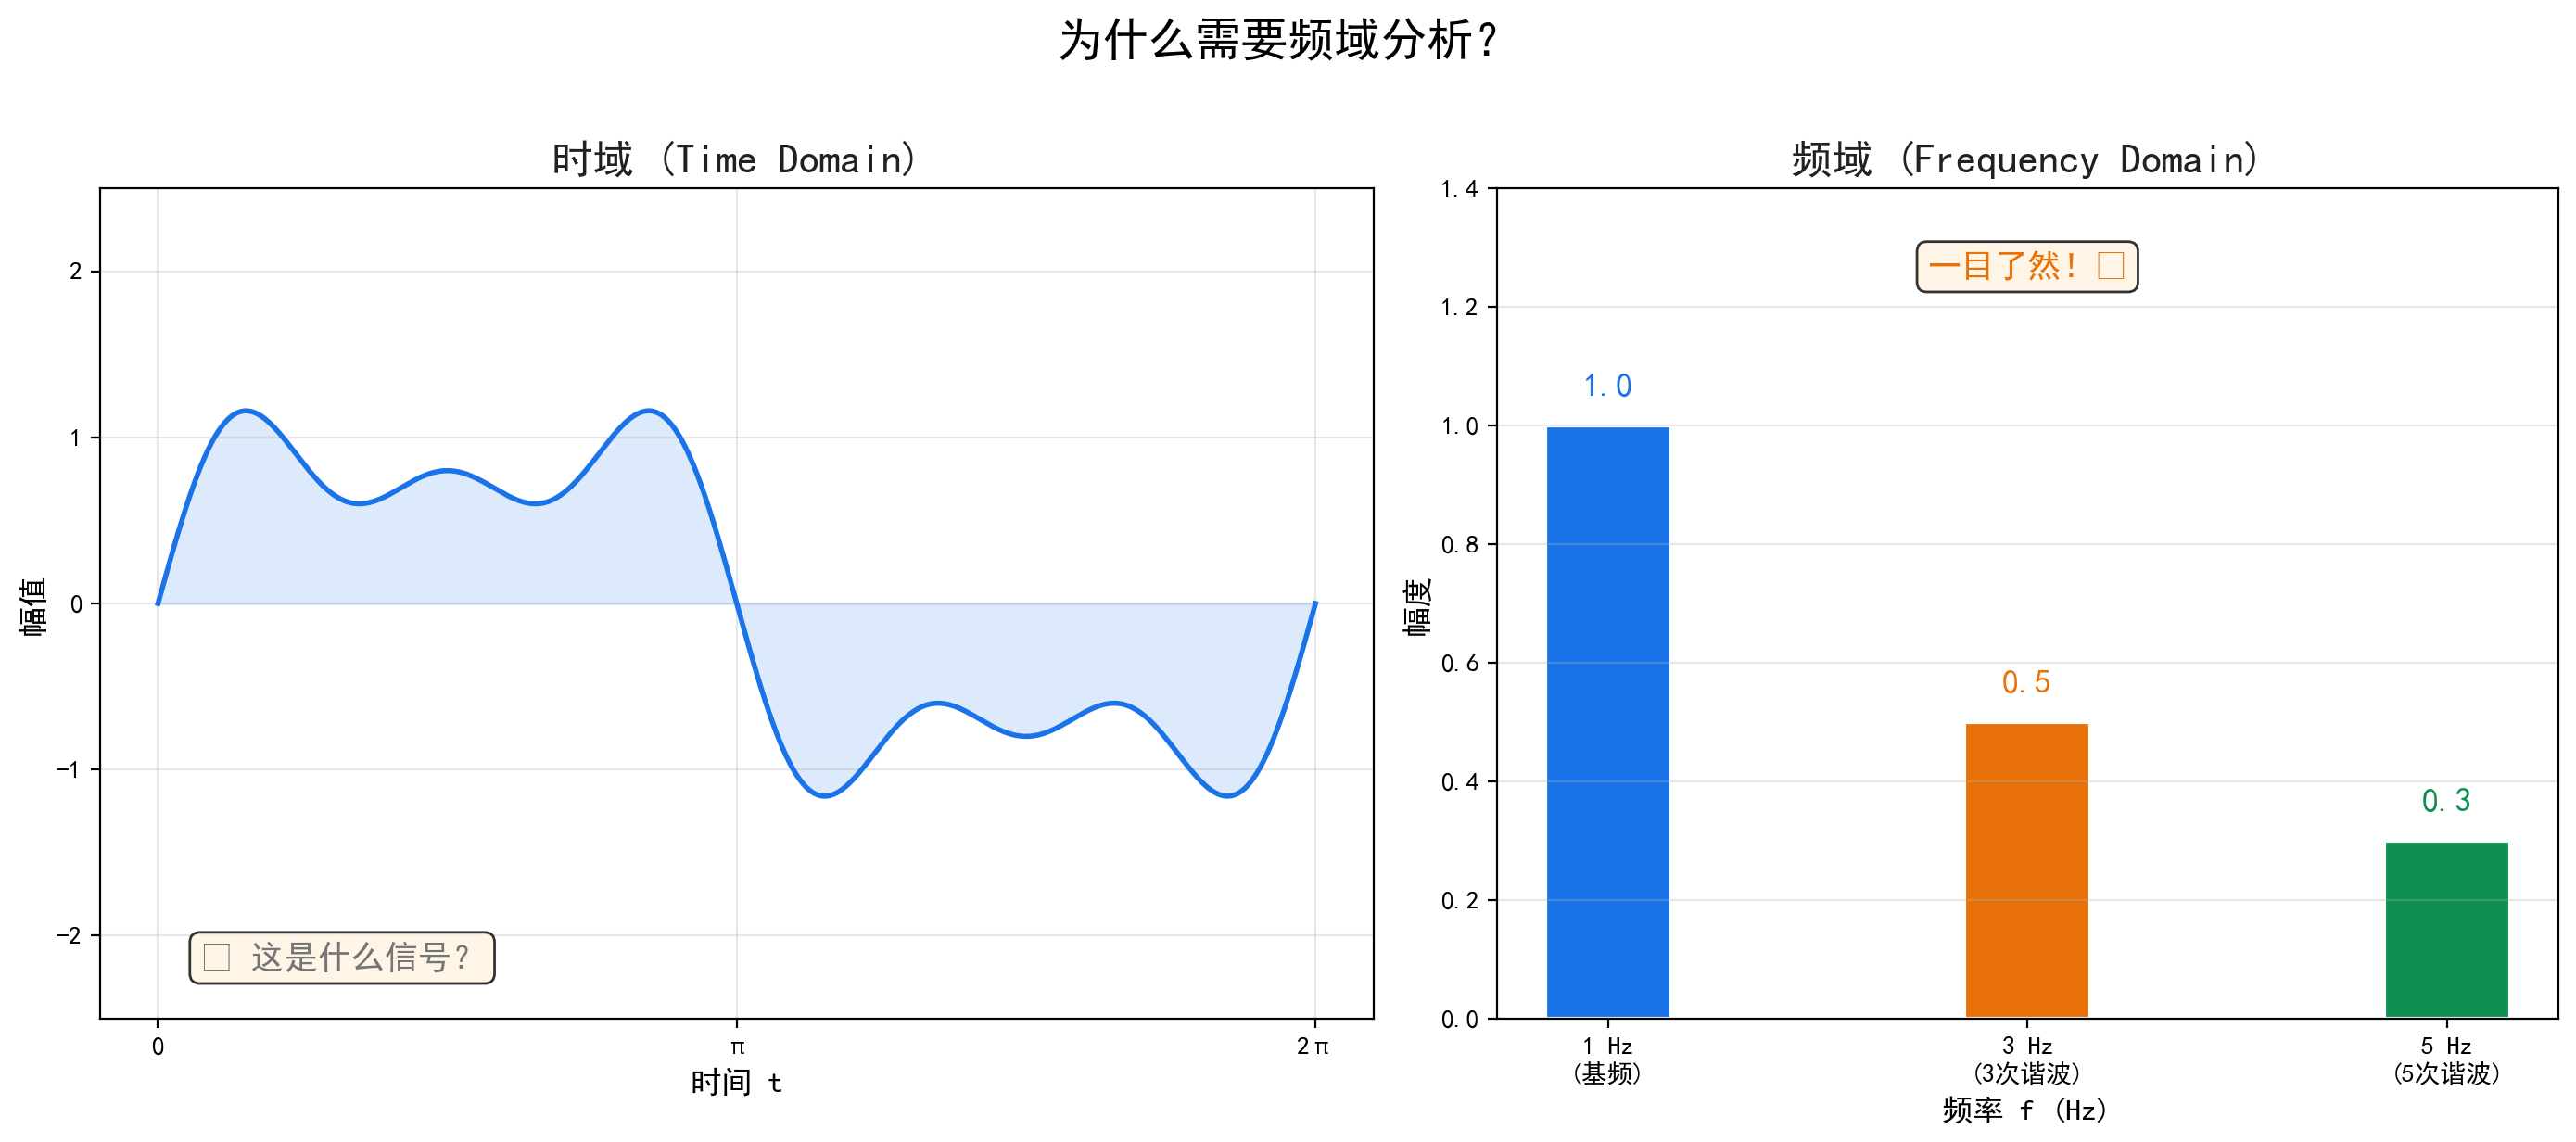 为什么需要频域分析？
时域 (Time Domain)
2
1
0
−1
−2
幅值
□ 这是什么信号？
0
π
2π
时间 t
频域 (Frequency Domain)
1.4
1.2
1.0
0.8
0.6
0.4
0.2
0.0
幅度
一目了然！□
1.0
0.5
0.3
1 Hz
(基频)
3 Hz
(3次谐波)
5 Hz
(5次谐波)
频率 f (Hz)